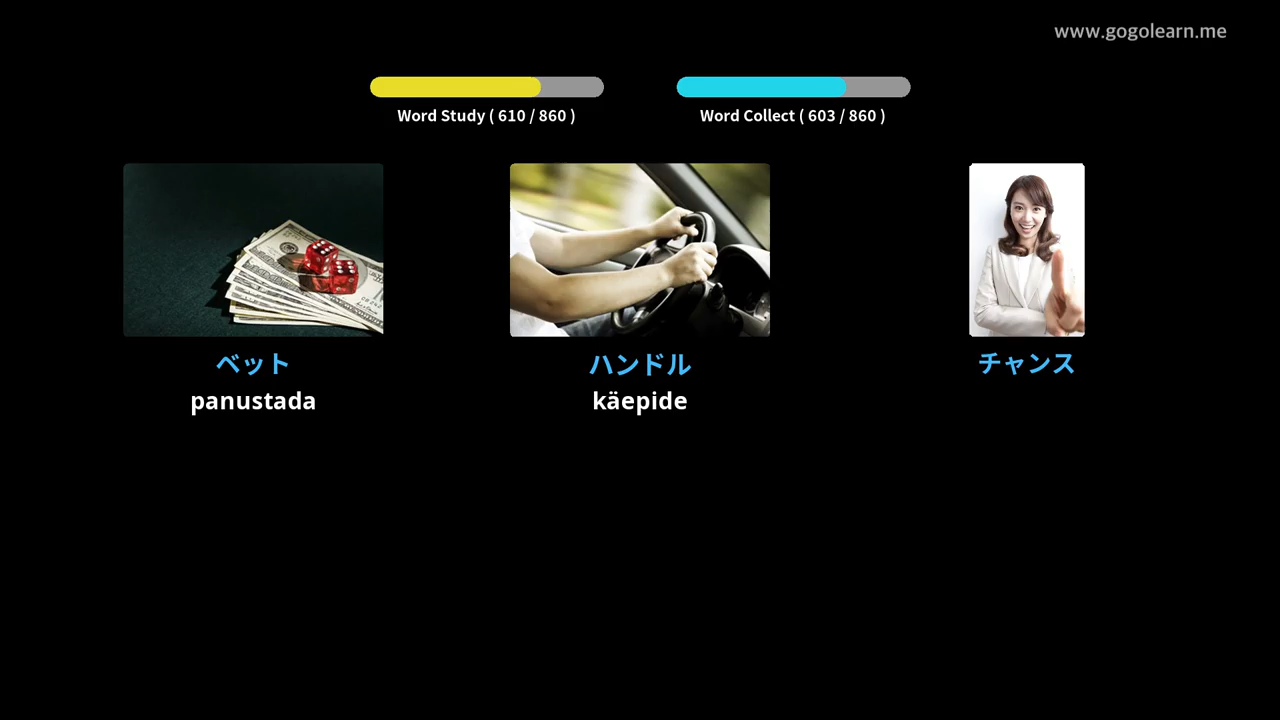 www.gogolearn.me
Word Study ( 610 / 860 )
Word Collect ( 603 / 860 )
ベット
ハンドル
チャンス
panustada
käepide